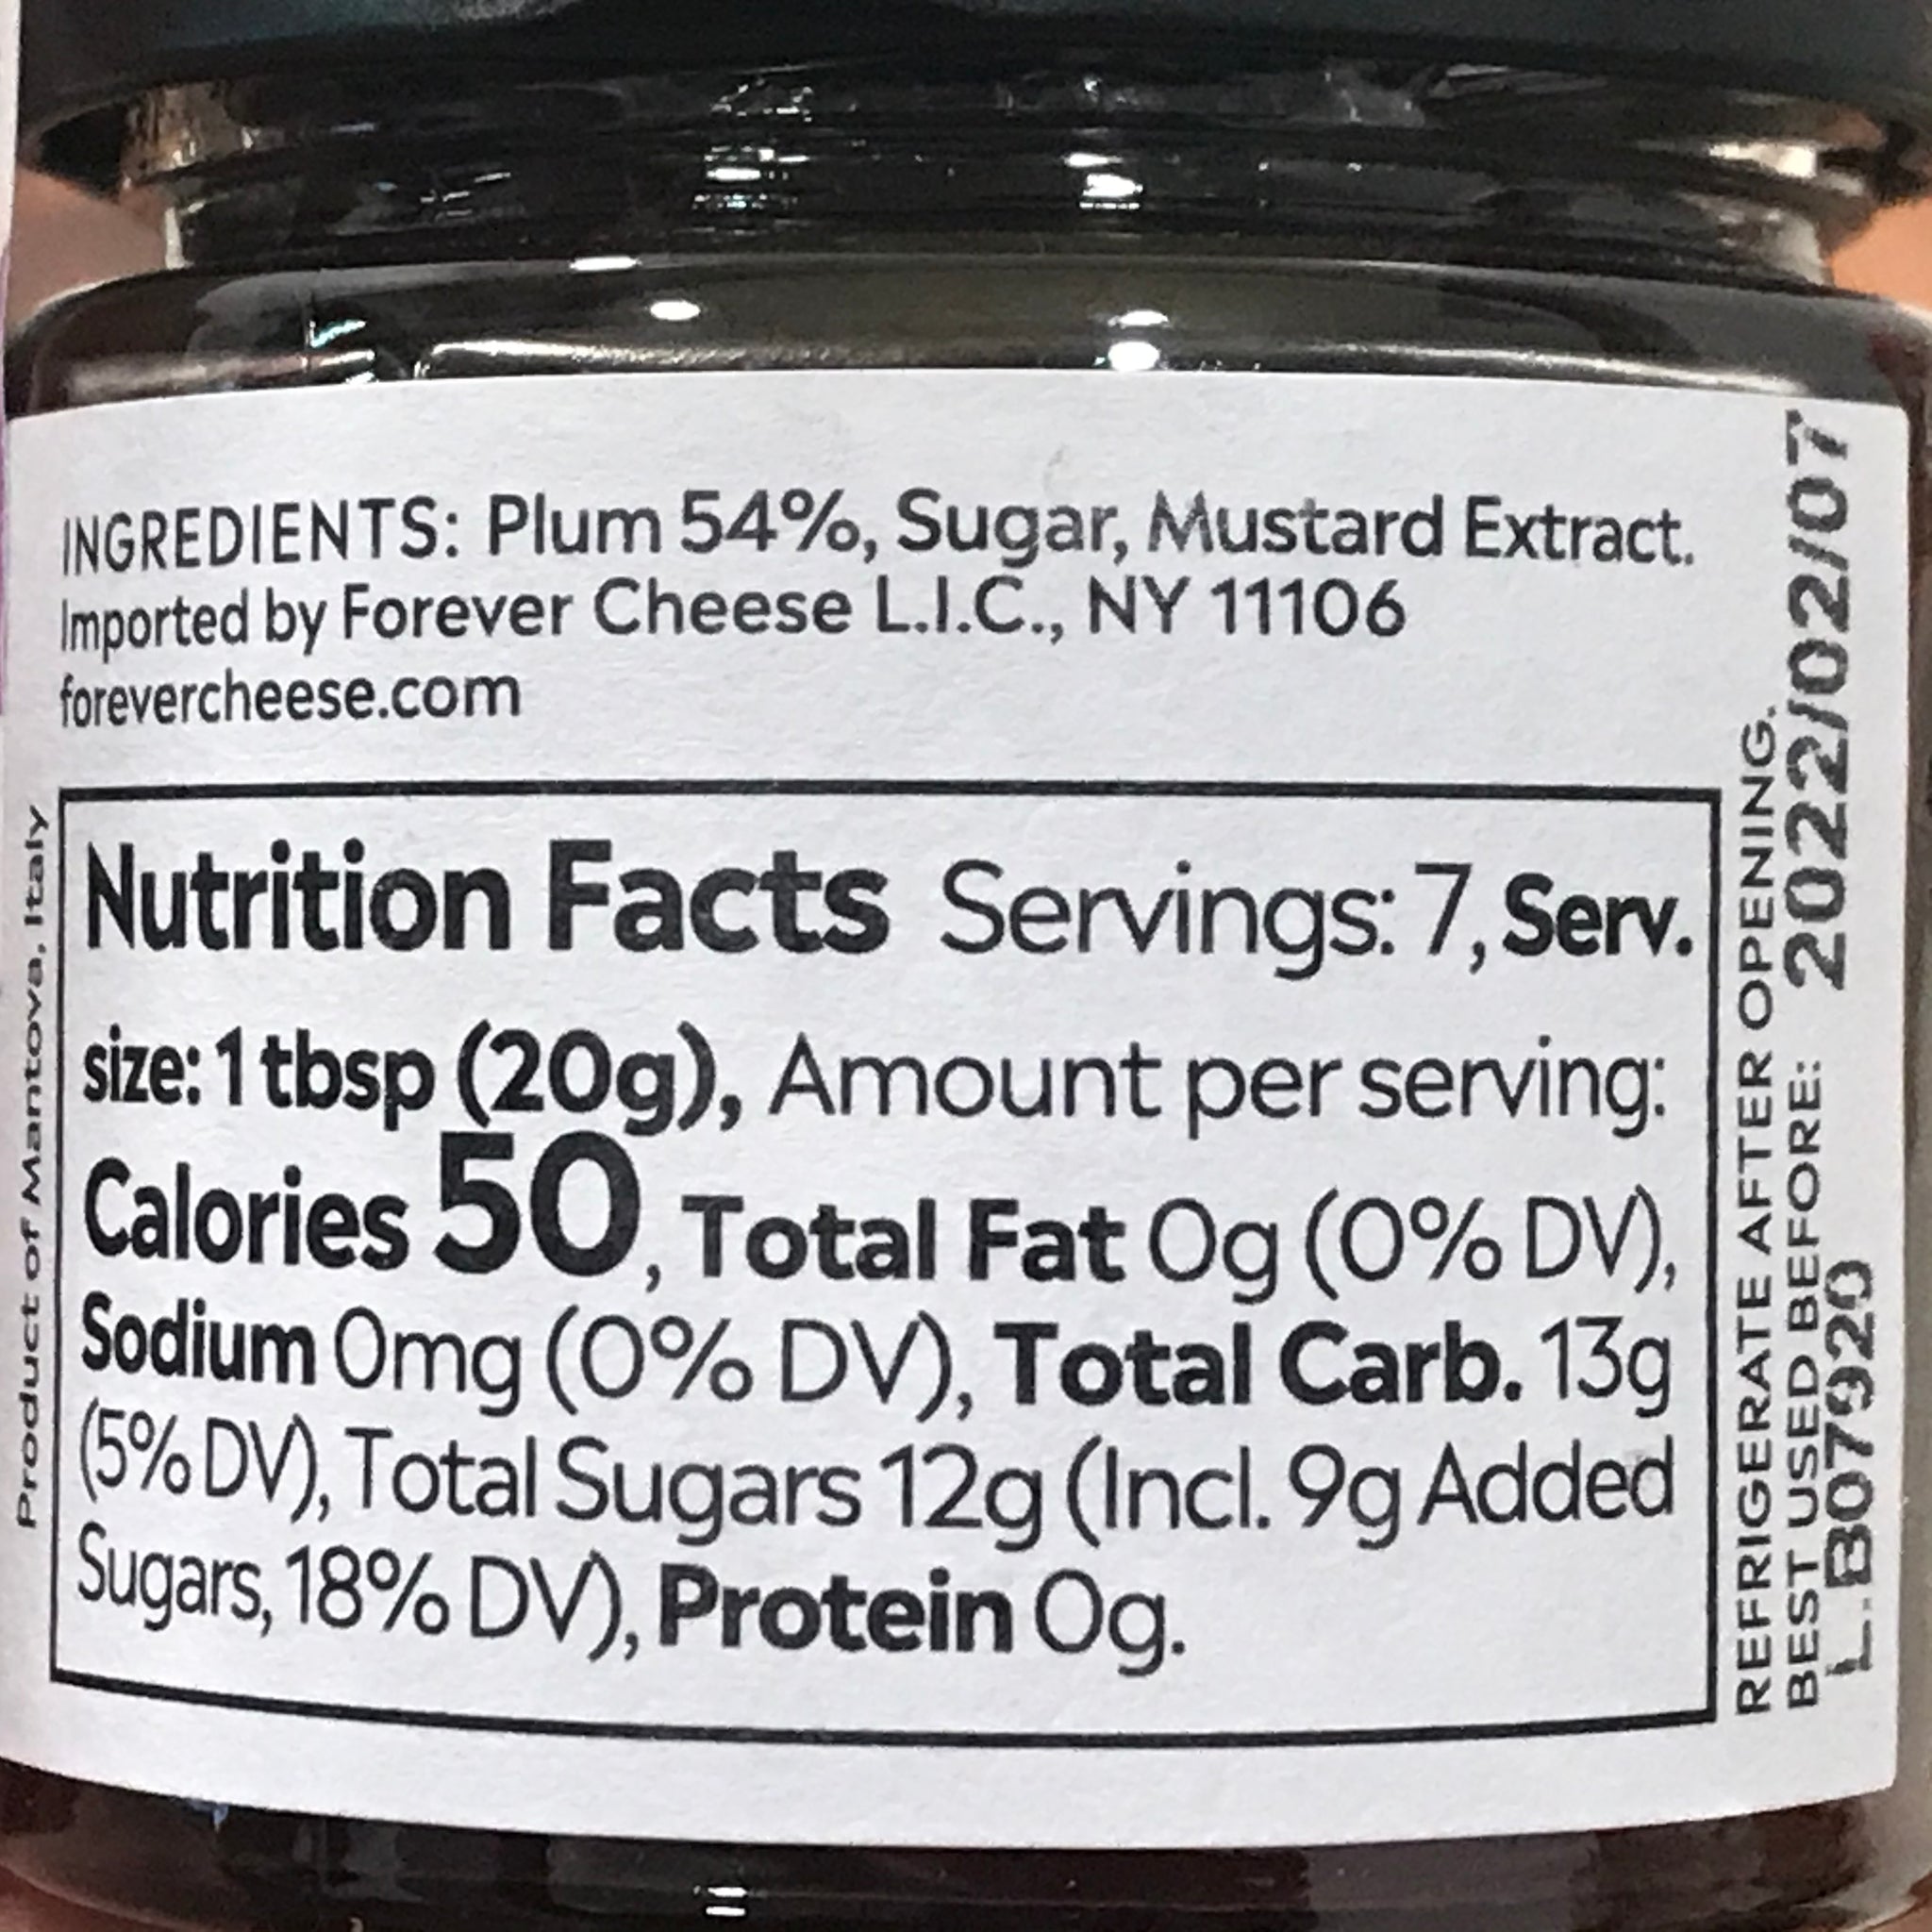 INGREDIENTS: Plum 54%, Sugar, Mustard Extract.
Imported by Forever Cheese L.I.C., NY 11106
forevercheese.com
Product of Mantova, Italy
Nutrition Facts Servings: 7, Serv.
size: 1 tbsp (20g), Amount per serving:
Calories 50, Total Fat 0g (0% DV),
Sodium 0mg (0% DV), Total Carb. 13g
(5% DV), Total Sugars 12g (Incl. 9g Added
Sugars, 18% DV), Protein 0g.
REFRIGERATE AFTER OPENING.
BEST USED BEFORE: 2022/02/07
L.B07920